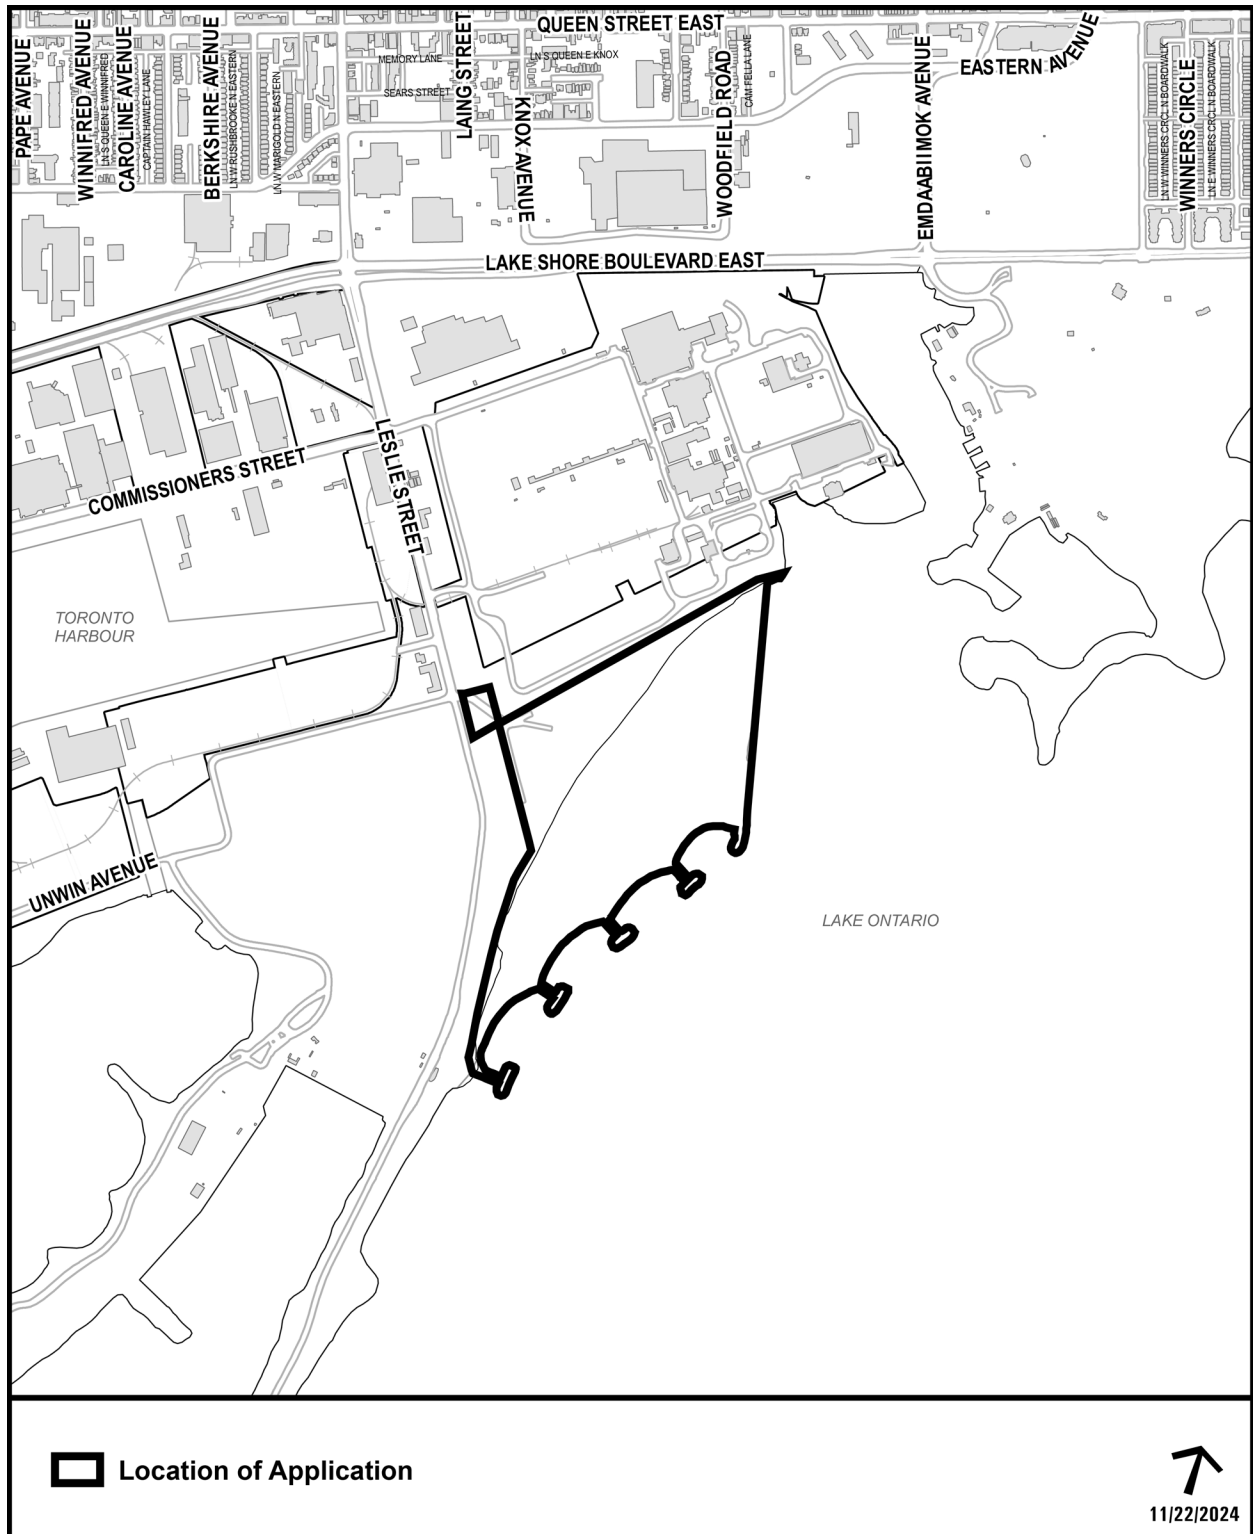 QUEEN STREET EAST
PAPE AVENUE
WINNIFRED AVENUE
LN S QUEEN E WINNIFRED
CAROLINE AVENUE
CAPTAIN HAWLEY LANE
BERKSHIRE AVENUE
LN W RUSHBROOKE N EASTERN
LN W MARIGOLD N EASTERN
MEMORY LANE
SEARS STREET
LAING STREET
LN S QUEEN E KNOX
KNOX AVENUE
WOODFIELD ROAD
CAM FELLA LANE
EMDAABIIMOK AVENUE
EASTERN AVENUE
LN W WINNERS CRCL N BOARDWALK
WINNERS CIRCLE
LN E WINNERS CRCL N BOARDWALK
LAKE SHORE BOULEVARD EAST
COMMISSIONERS STREET
LESLIE STREET
TORONTO
HARBOUR
UNWIN AVENUE
LAKE ONTARIO
Location of Application
11/22/2024